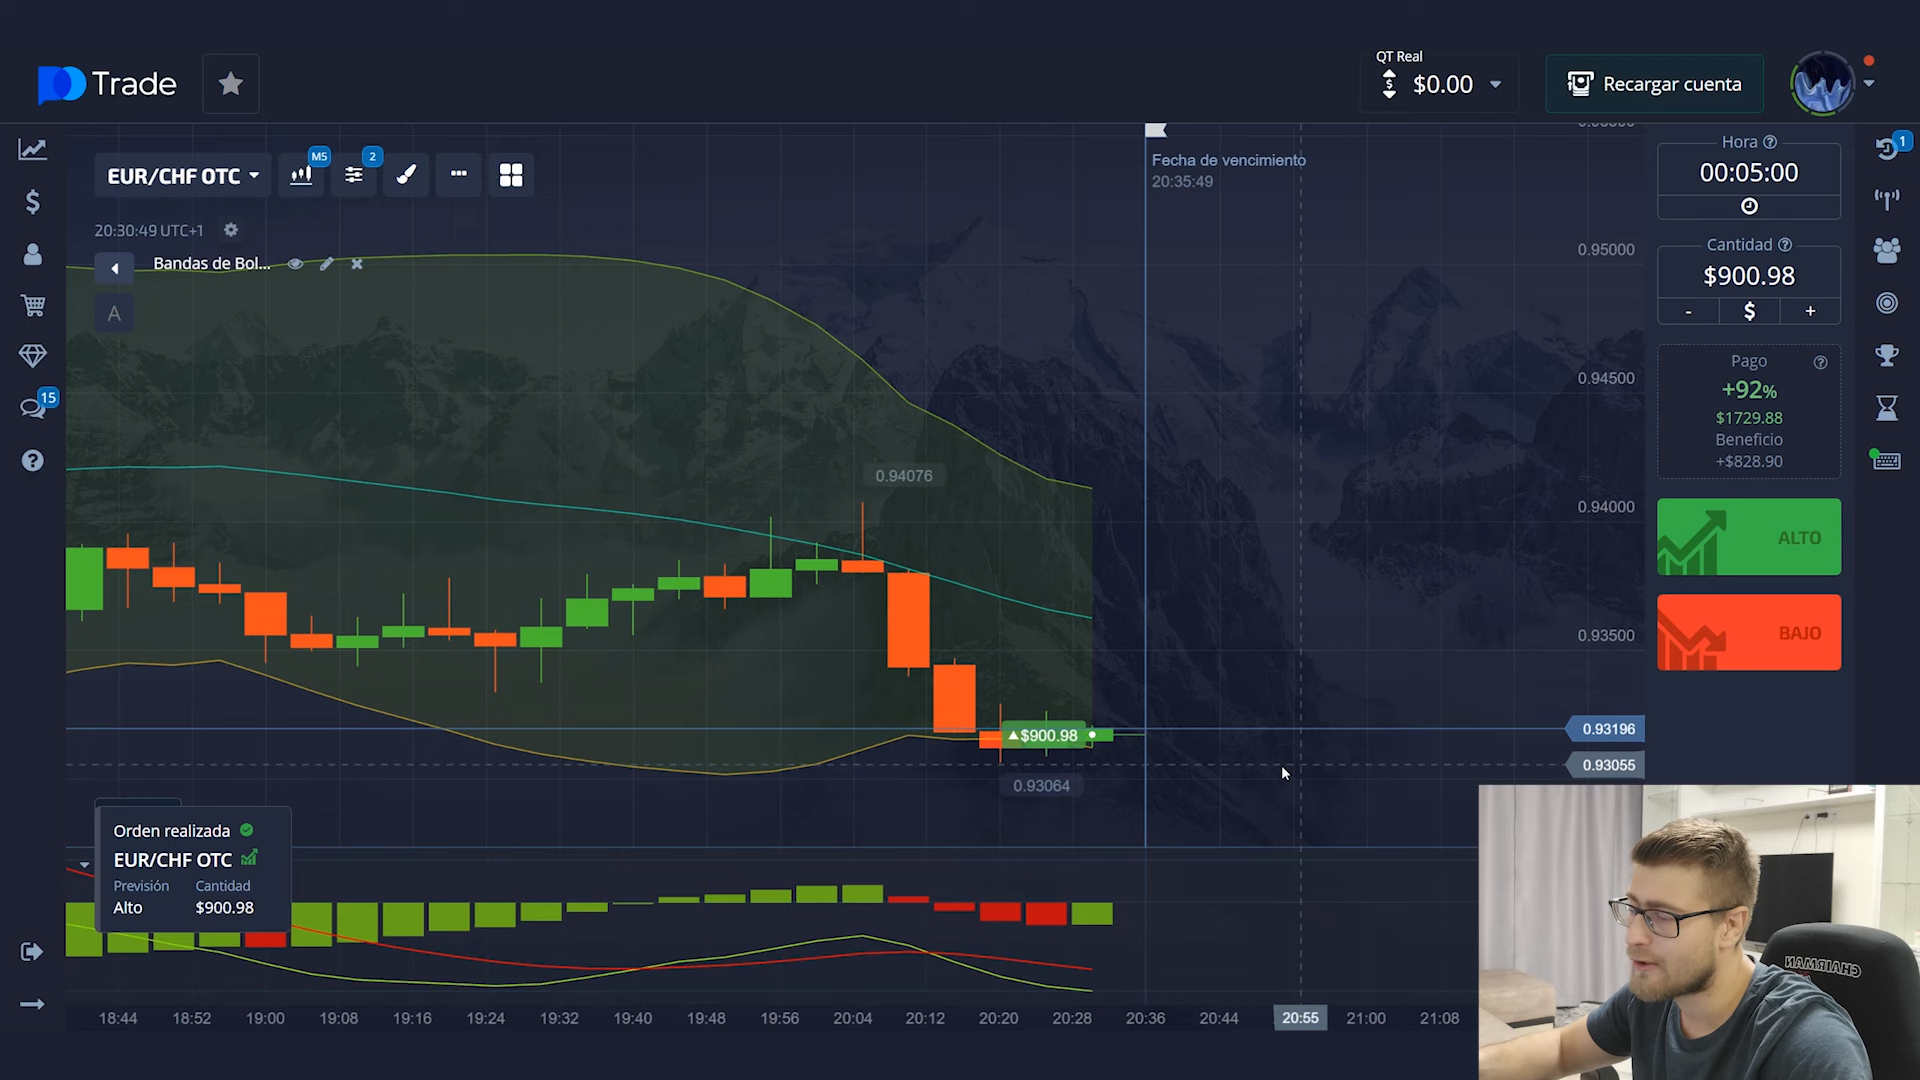 Trade
QT Real
$0.00
Recargar cuenta
EUR/CHF OTC
M5
2
20:30:49 UTC+1
Bandas de Bol...
A
Fecha de vencimiento
20:35:49
Hora
00:05:00
Cantidad
$900.98
- $ +
Pago
+92%
$1729.88
Beneficio
+$828.90
ALTO
BAJO
1
15
0.95000
0.94500
0.94000
0.93500
0.93196
0.93055
0.94076
$900.98
0.93064
Orden realizada
EUR/CHF OTC
Previsión Cantidad
Alto $900.98
18:44 18:52 19:00 19:08 19:16 19:24 19:32 19:40 19:48 19:56 20:04 20:12 20:20 20:28 20:36 20:44 20:55 21:00 21:08
CHAIRMAN